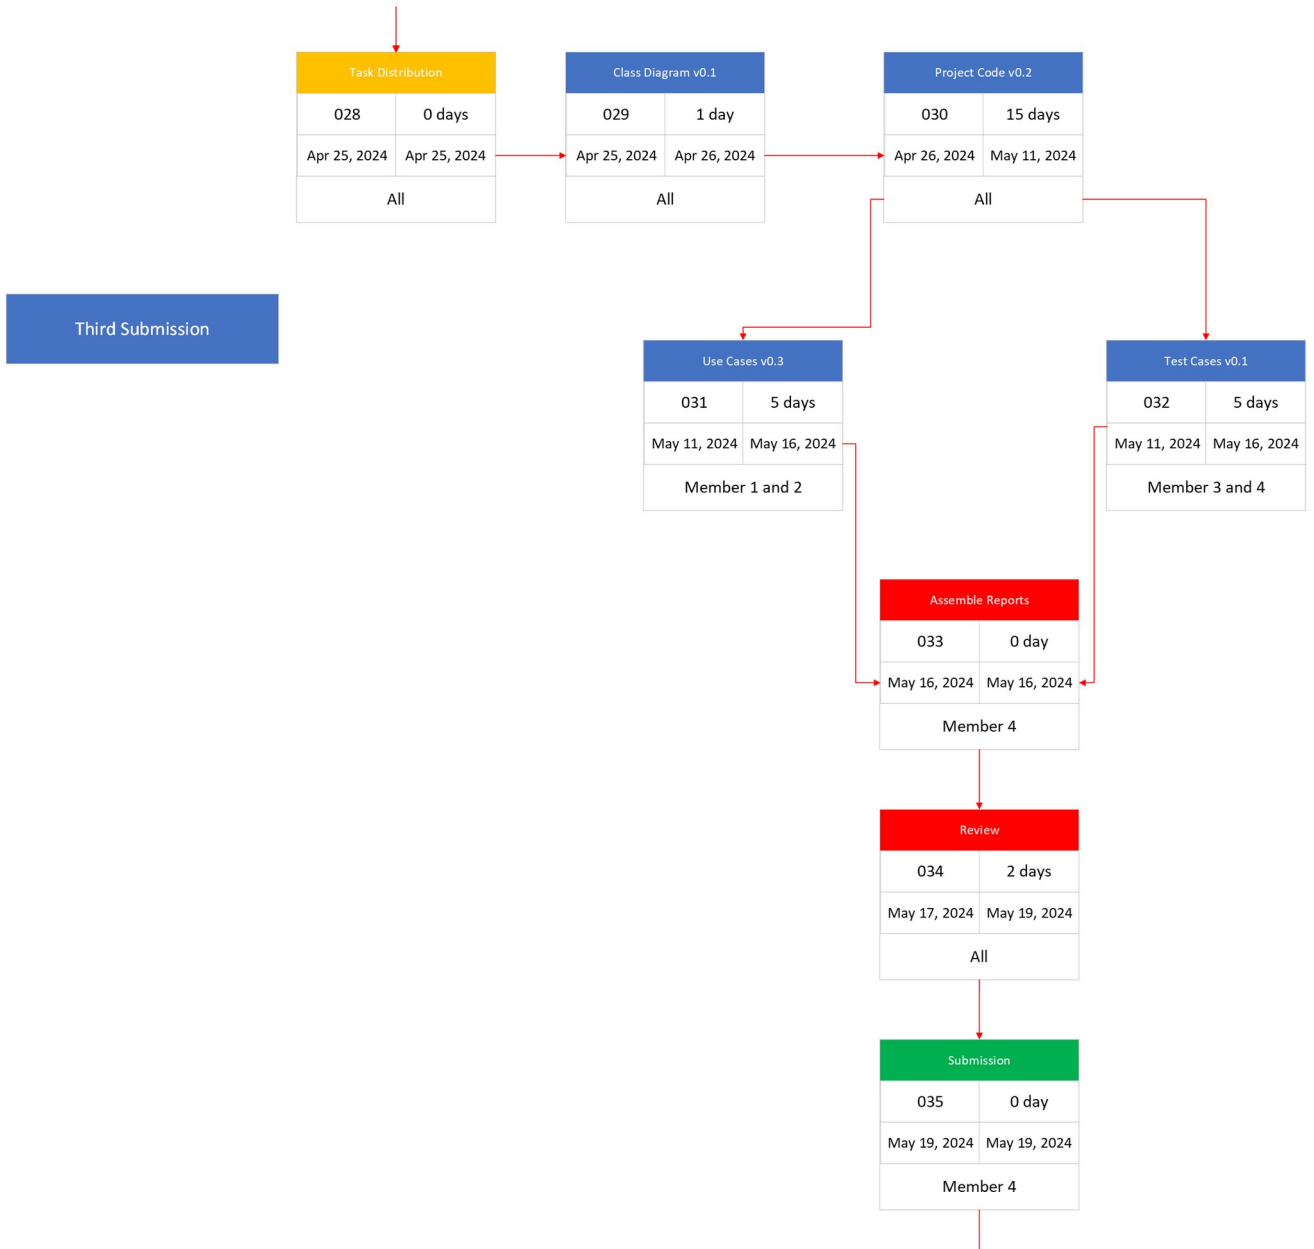 Task Distribution
028 0 days
Apr 25, 2024 Apr 25, 2024
All
Class Diagram v0.1
029 1 day
Apr 25, 2024 Apr 26, 2024
All
Project Code v0.2
030 15 days
Apr 26, 2024 May 11, 2024
All
Third Submission
Use Cases v0.3
031 5 days
May 11, 2024 May 16, 2024
Member 1 and 2
Test Cases v0.1
032 5 days
May 11, 2024 May 16, 2024
Member 3 and 4
Assemble Reports
033 0 day
May 16, 2024 May 16, 2024
Member 4
Review
034 2 days
May 17, 2024 May 19, 2024
All
Submission
035 0 day
May 19, 2024 May 19, 2024
Member 4